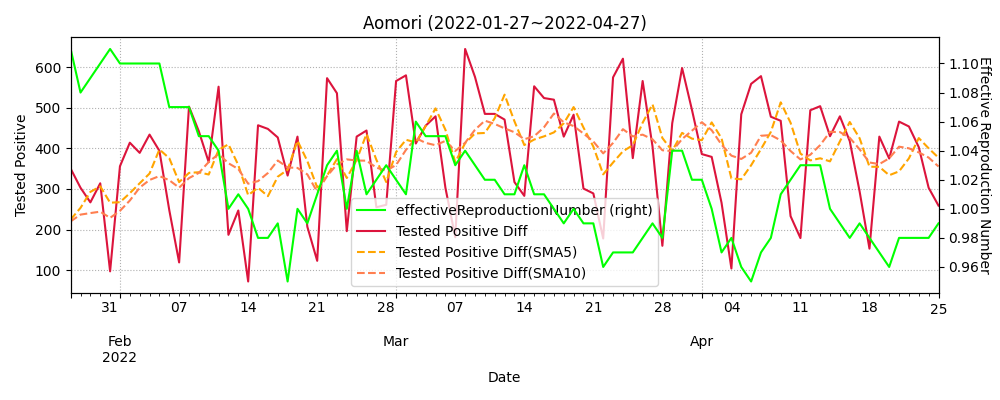 Aomori (2022-01-27~2022-04-27)
Tested Positive
600
500
400
300
200
100
1.10
1.08
1.06
1.04
1.02
1.00
0.98
0.96
Effective Reproduction Number
effectiveReproductionNumber (right)
Tested Positive Diff
Tested Positive Diff(SMA5)
Tested Positive Diff(SMA10)
31 07 14 21 28 07 14 21 28 04 11 18 25
Feb Mar Apr
2022
Date